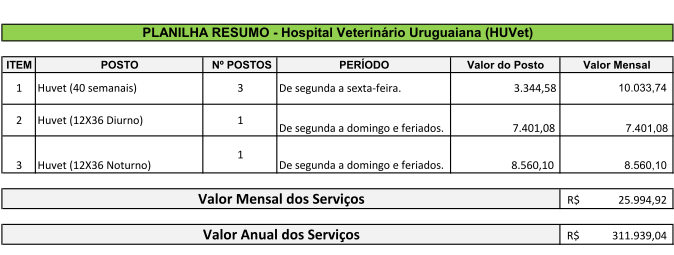 PLANILHA RESUMO - Hospital Veterinário Uruguaiana (HUVet)
ITEM POSTO Nº POSTOS PERÍODO Valor do Posto Valor Mensal
1 Huvet (40 semanais) 3 De segunda a sexta-feira. 3.344,58 10.033,74
2 Huvet (12X36 Diurno) 1 De segunda a domingo e feriados. 7.401,08 7.401,08
3 Huvet (12X36 Noturno) 1 De segunda a domingo e feriados. 8.560,10 8.560,10
Valor Mensal dos Serviços R$ 25.994,92
Valor Anual dos Serviços R$ 311.939,04